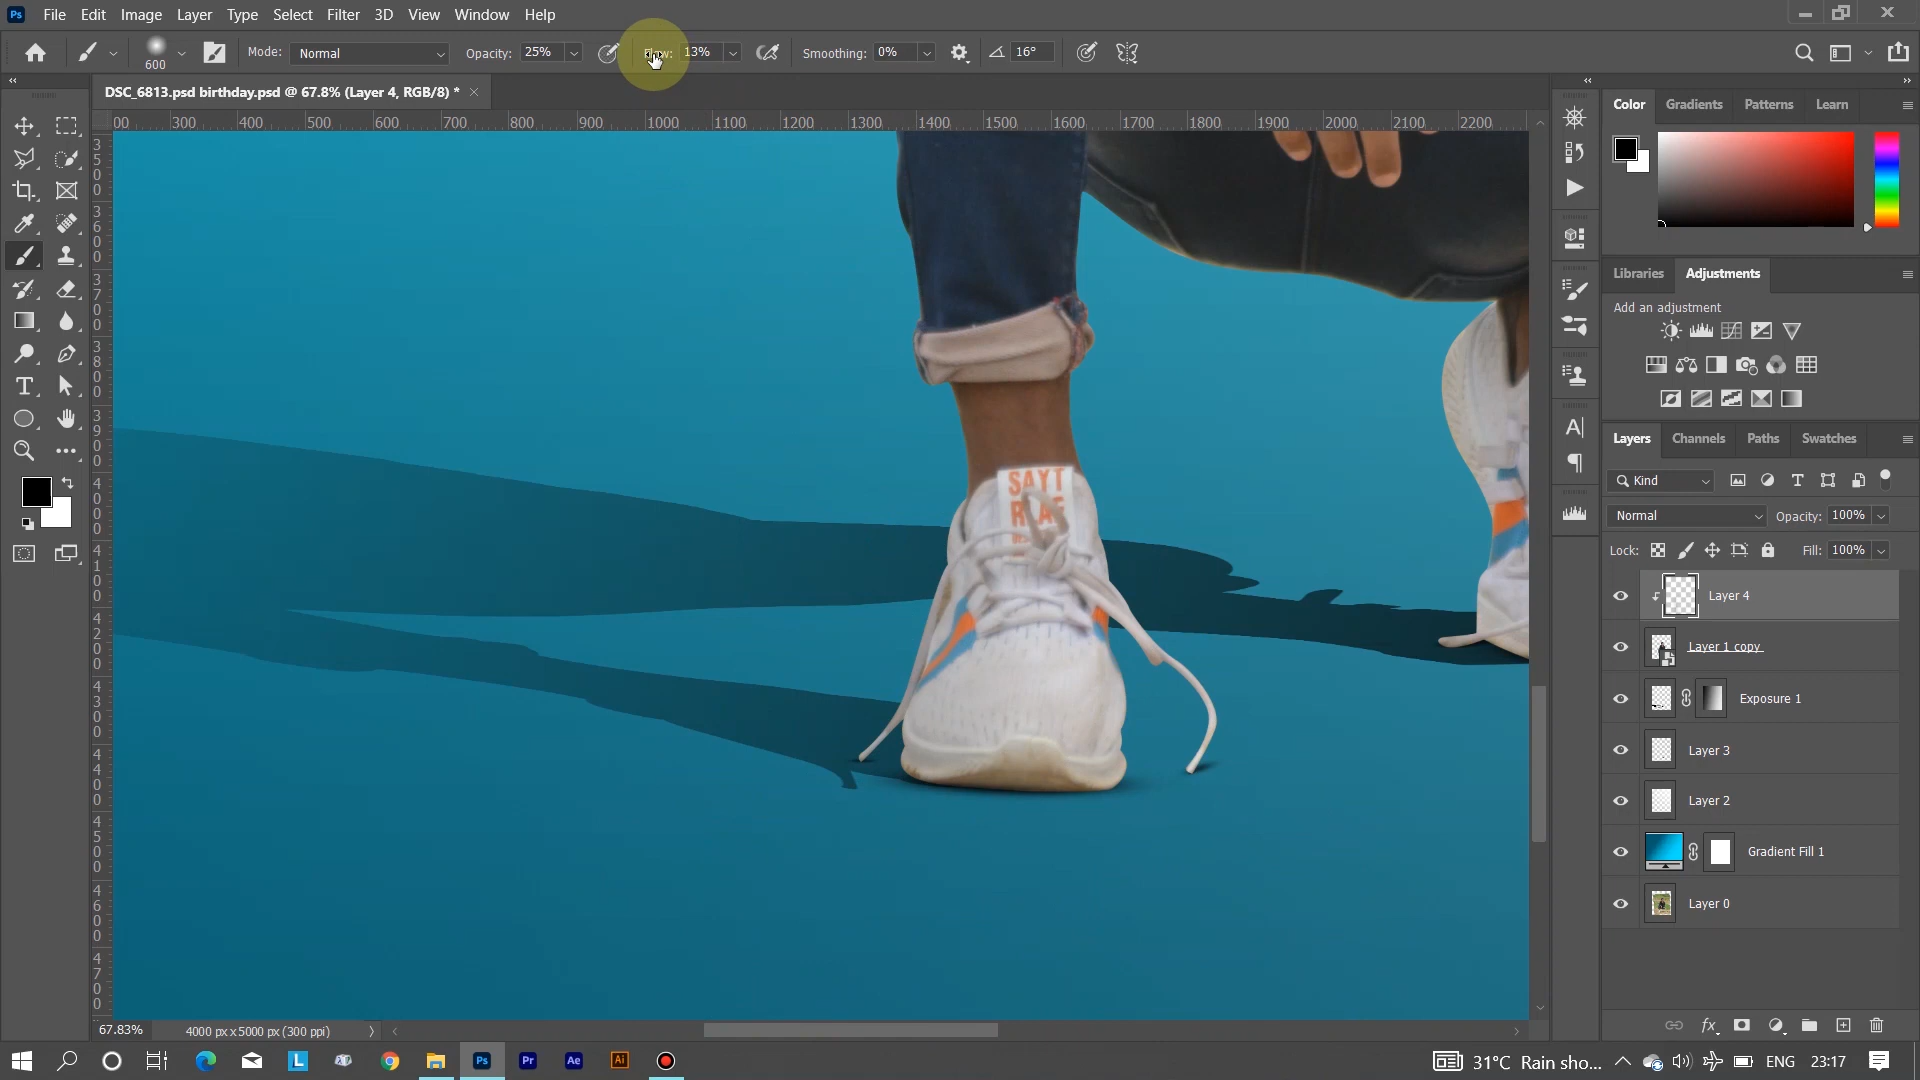 File Edit Image Layer Type Select Filter 3D View Window Help
600 Mode: Normal Opacity: 25% 13% Smoothing: 0% 16°
DSC_6813.psd birthday.psd @ 67.8% (Layer 4, RGB/8) *
00 300 400 500 600 700 800 900 1000 1100 1200 1300 1400 1500 1600 1700 1800 1900 2000 2100 2200
Color Gradients Patterns Learn
Libraries Adjustments
Add an adjustment
Layers Channels Paths Swatches
Kind
Normal Opacity: 100%
Lock: Fill: 100%
Layer 4
Layer 1 copy
Exposure 1
Layer 3
Layer 2
Gradient Fill 1
Layer 0
SAYT
67.83% 4000 px x 5000 px (300 ppi)
31°C Rain sho... ENG 23:17